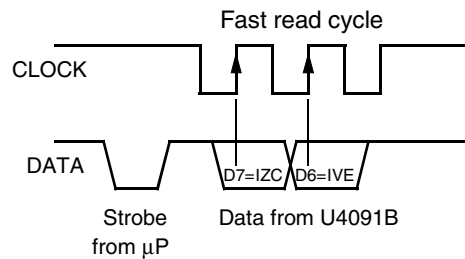 Fast read cycle
CLOCK
DATA
D7=IZC D6=IVE
Strobe Data from U4091B
from μP